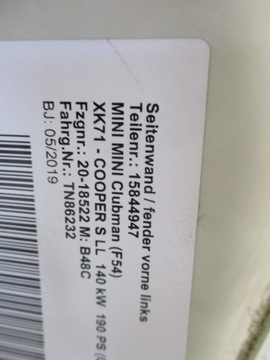 Seitenwand / fender vorne links
Teilenr.: 15844947
MINI MINI Clubman (F54)
XK71 - COOPER S LL 140 kW 190 PS (
Fzgnr.: 20-18522 M: B48C
Fahrg.Nr.: TN86232
BJ: 05/2019